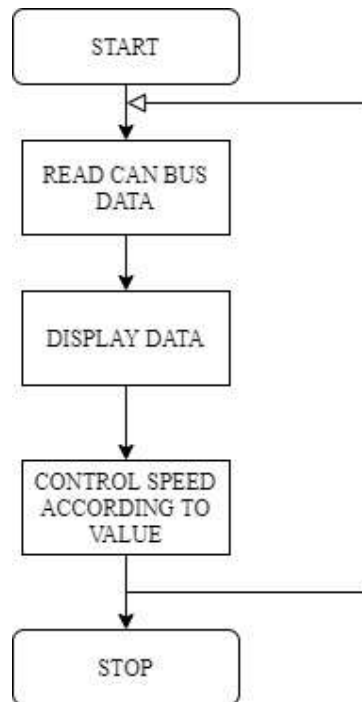 START
READ CAN BUS
DATA
DISPLAY DATA
CONTROL SPEED
ACCORDING TO
VALUE
STOP